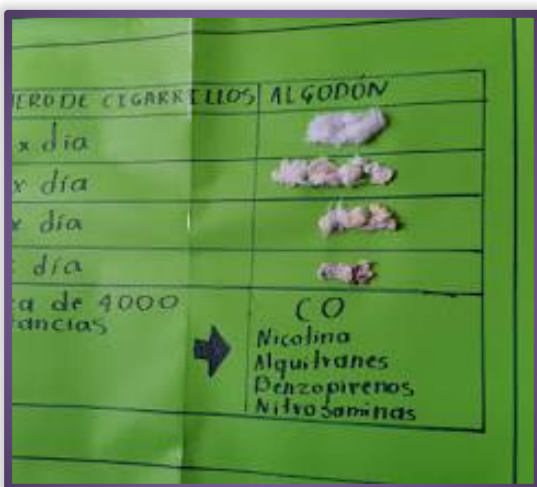 ERO DE CIGARRILLOS ALGODÓN
x día
x día
x día
día
a de 4000
ancias
CO
Nicotina
Alquitranes
Benzopirenos
Nitrosaminas